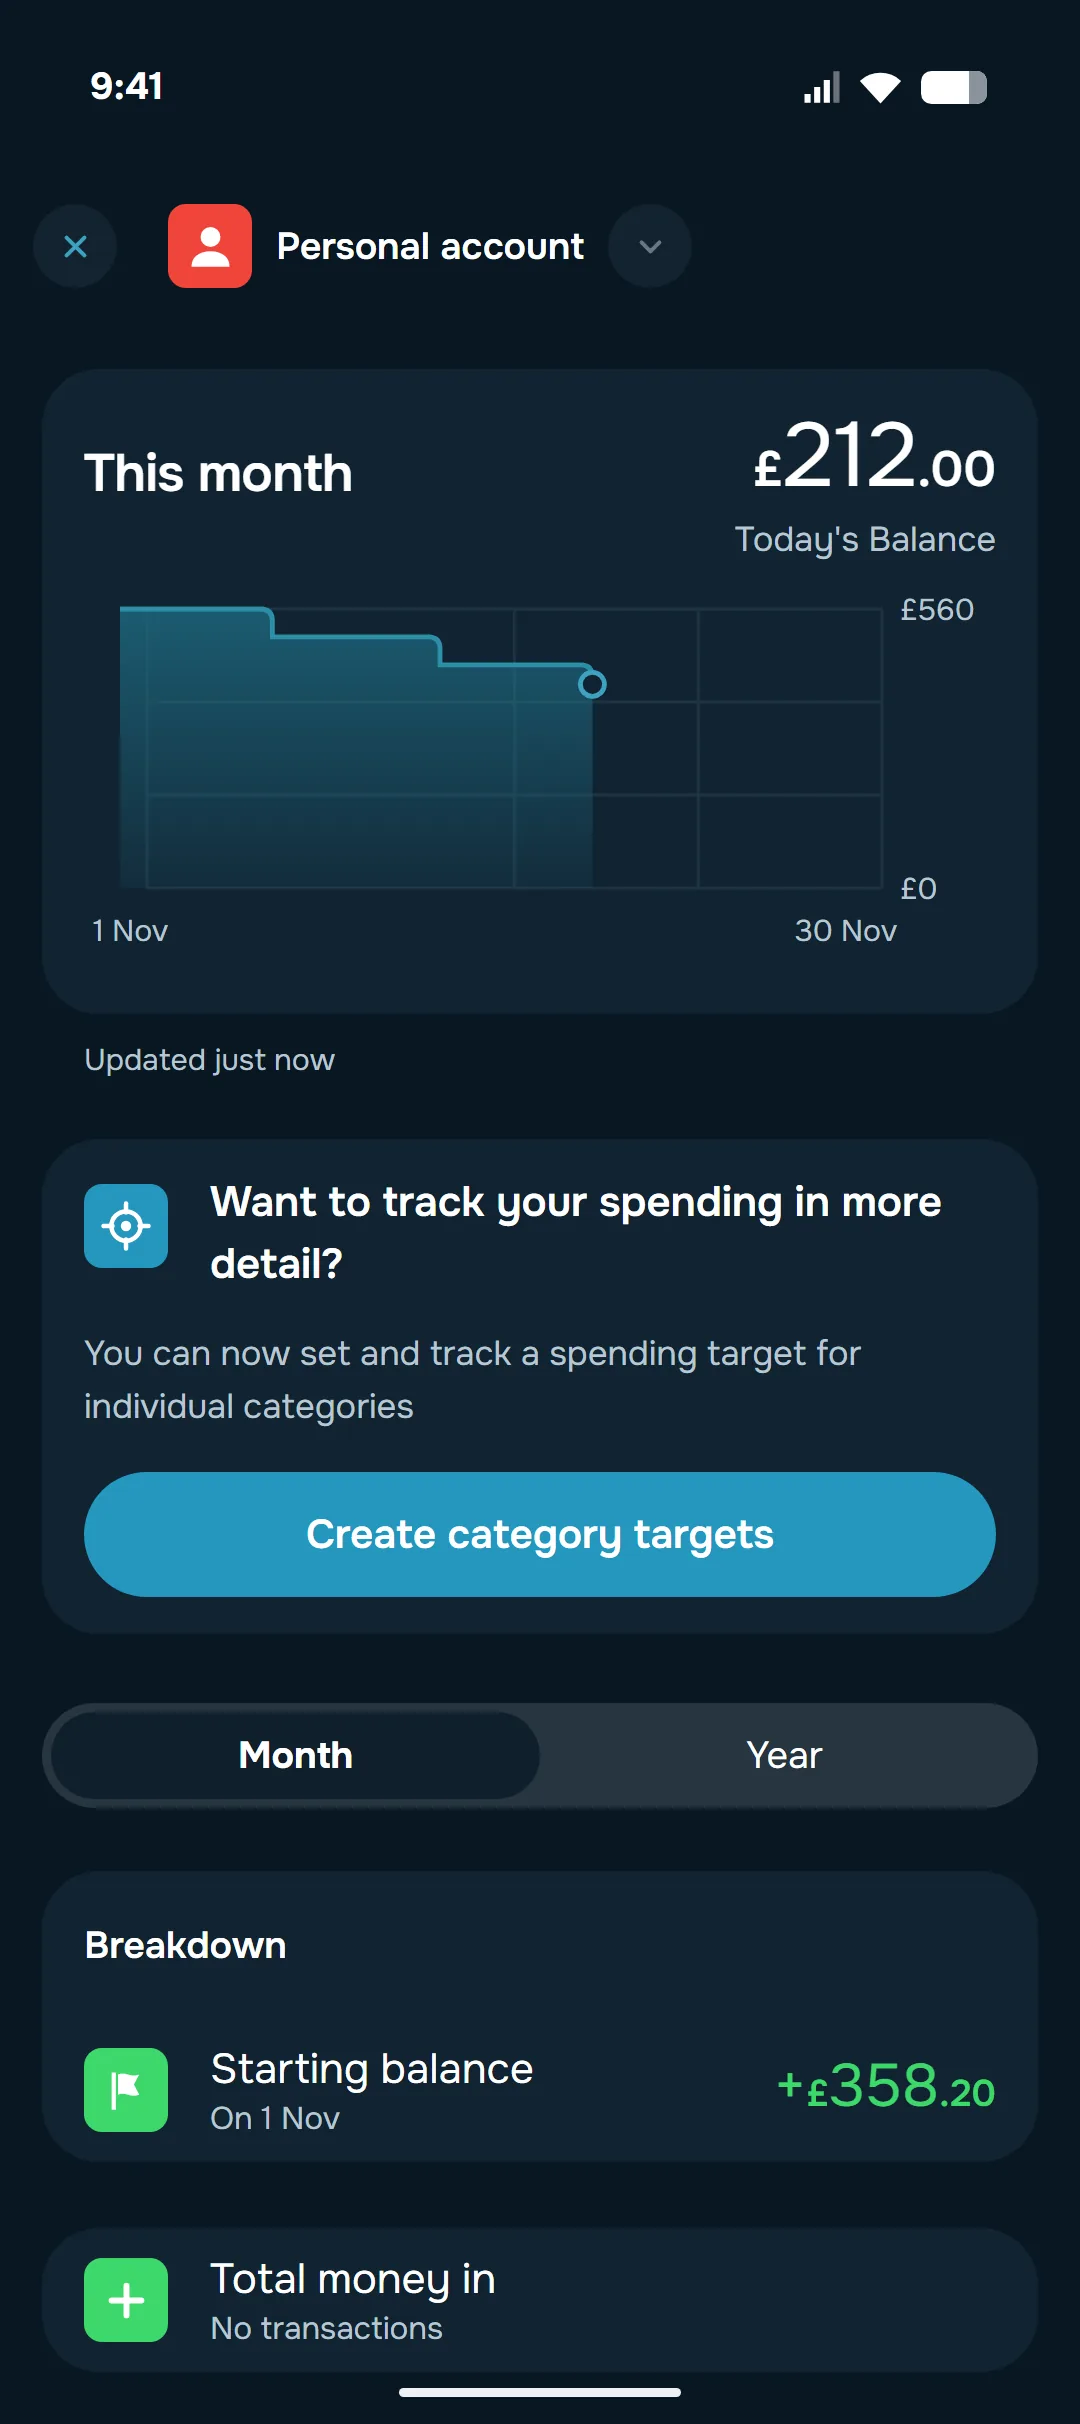 9:41
Personal account
This month
£212.00
Today's Balance
£560
£0
1 Nov
30 Nov
Updated just now
Want to track your spending in more
detail?
You can now set and track a spending target for
individual categories
Create category targets
Month
Year
Breakdown
Starting balance
+£358.20
On 1 Nov
Total money in
No transactions